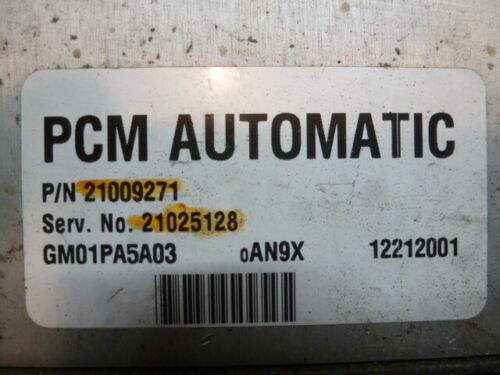 PCM AUTOMATIC
P/N 21009271
Serv. No. 21025128
GM01PA5A03 0AN9X 12212001